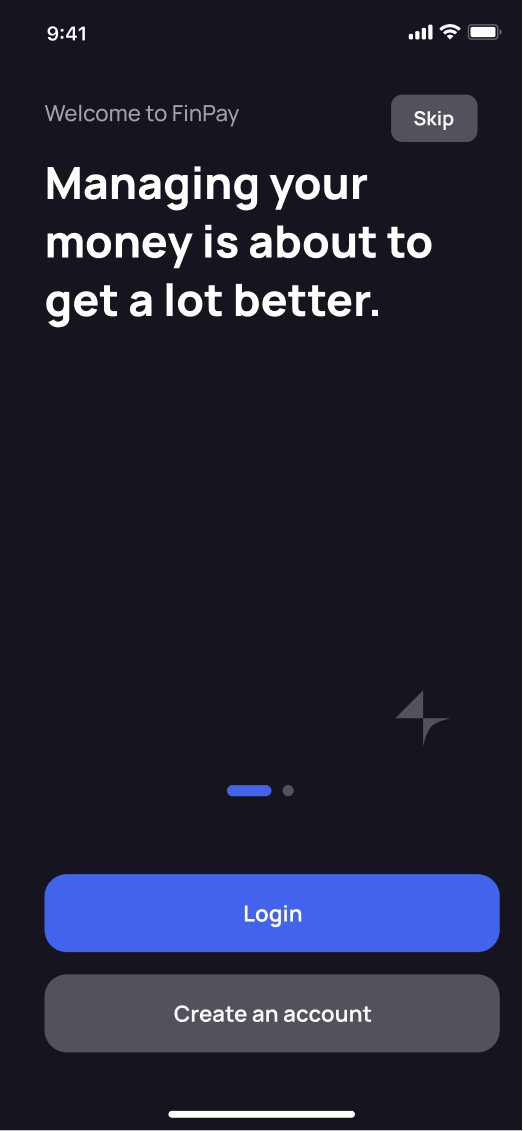 9:41
Welcome to FinPay
Skip
Managing your
money is about to
get a lot better.
Login
Create an account